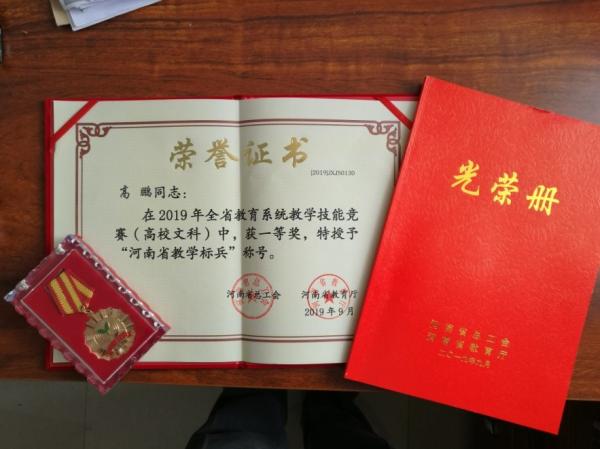 荣誉证书
[2019]JXJN0130
高 鹏同志：
在2019年全省教育系统教学技能竞
赛（高校文科）中，获一等奖，特授予
“河南省教学标兵”称号。
河南省总工会
河南省教育厅
2019年9月
光荣册
河南省总工会
河南省教育厅
二〇一九年九月